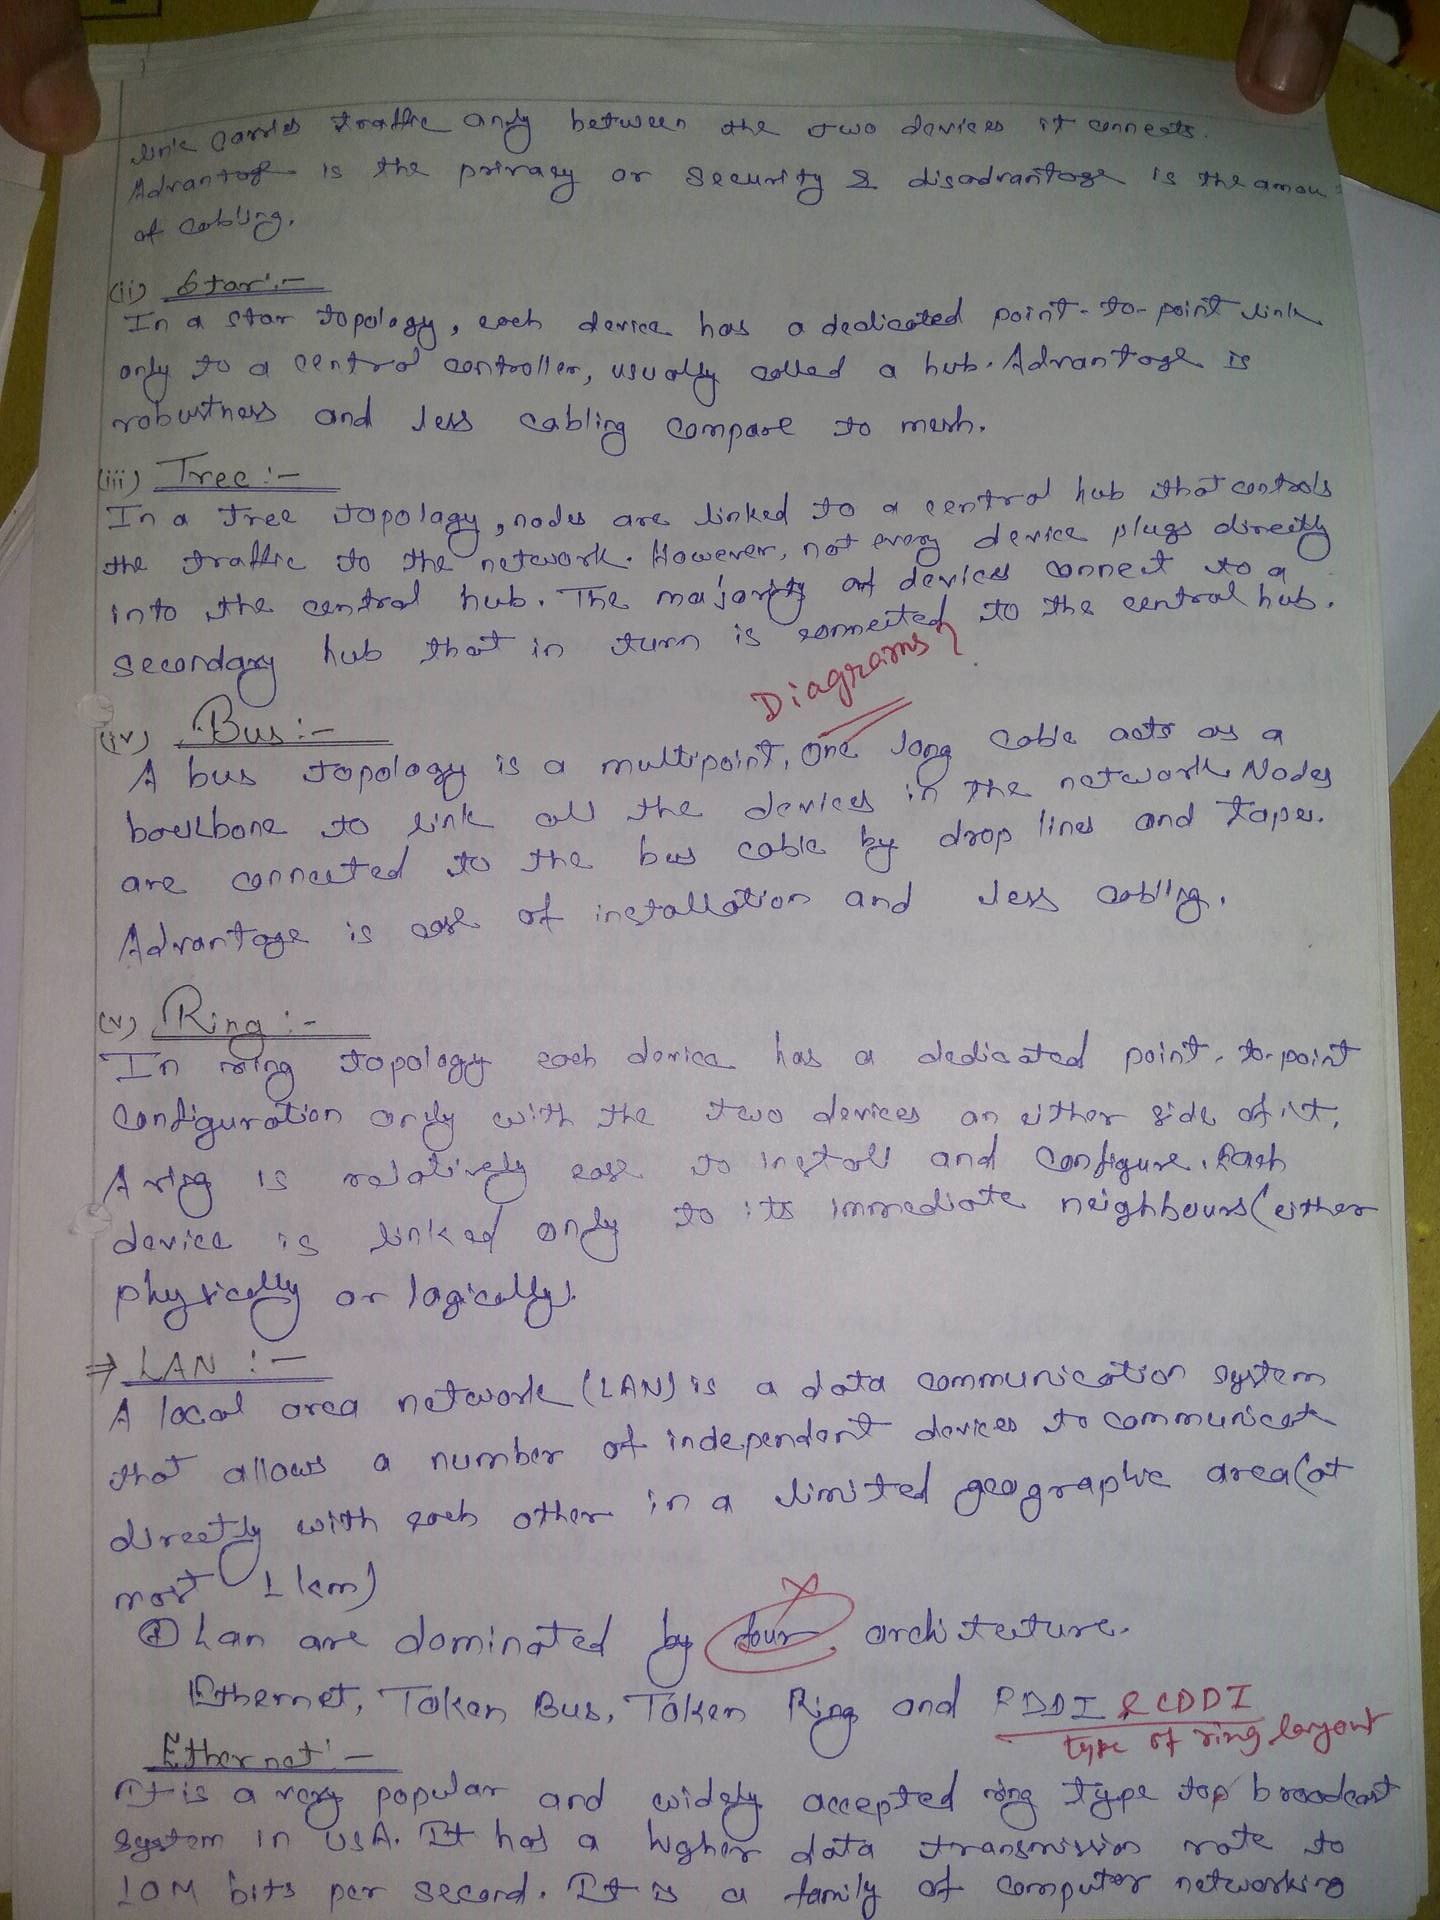 link carries traffic only between the two devices it connects.
Advantage is the privacy or security & disadvantage is the amou
of cabling.
(ii) Star:-
In a star topology, each device has a dedicated point-to-point link
only to a central controller, usually called a hub. Advantage is
robustness and less cabling compare to mesh.
(iii) Tree:-
In a tree topology, nodes are linked to a central hub that controls
the traffic to the network. However, not every device plugs directly
into the central hub. The majority of devices connect to a
secondary hub that in turn is connected to the central hub.
Diagrams?
(iv) Bus:-
A bus topology is a multipoint. One long cable acts as a
backbone to link all the devices in the network. Nodes
are connected to the bus cable by drop lines and tapes.
Advantage is ease of installation and less cabling.
(v) Ring:-
In ring topology each device has a dedicated point-to-point
configuration only with the two devices on either side of it.
A ring is relatively ease to install and configure. Each
device is linked only to its immediate neighbours (either
physically or logically).
⇒ LAN :-
A local area network (LAN) is a data communication system
that allows a number of independent devices to communicate
directly with each other in a limited geographic area (at
most 1 km)
Lan are dominated by four architecture.
Ethernet, Token Bus, Token Ring and FDDI & CDDI
type of ring layout
Ethernet:-
It is a very popular and widely accepted ring type top broadcast
system in USA. It has a higher data transmission rate to
10M bits per second. It is a family of computer networking